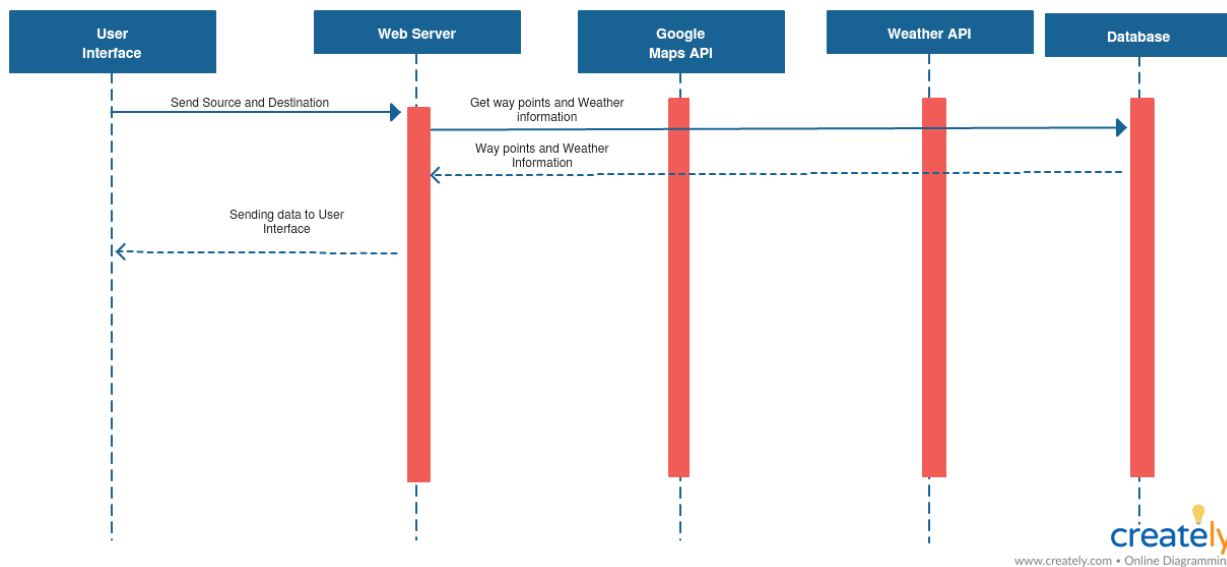 User
Interface
Web Server
Google
Maps API
Weather API
Database
Send Source and Destination
Get way points and Weather
information
Way points and Weather
Information
Sending data to User
Interface
creately
www.creately.com • Online Diagrammin